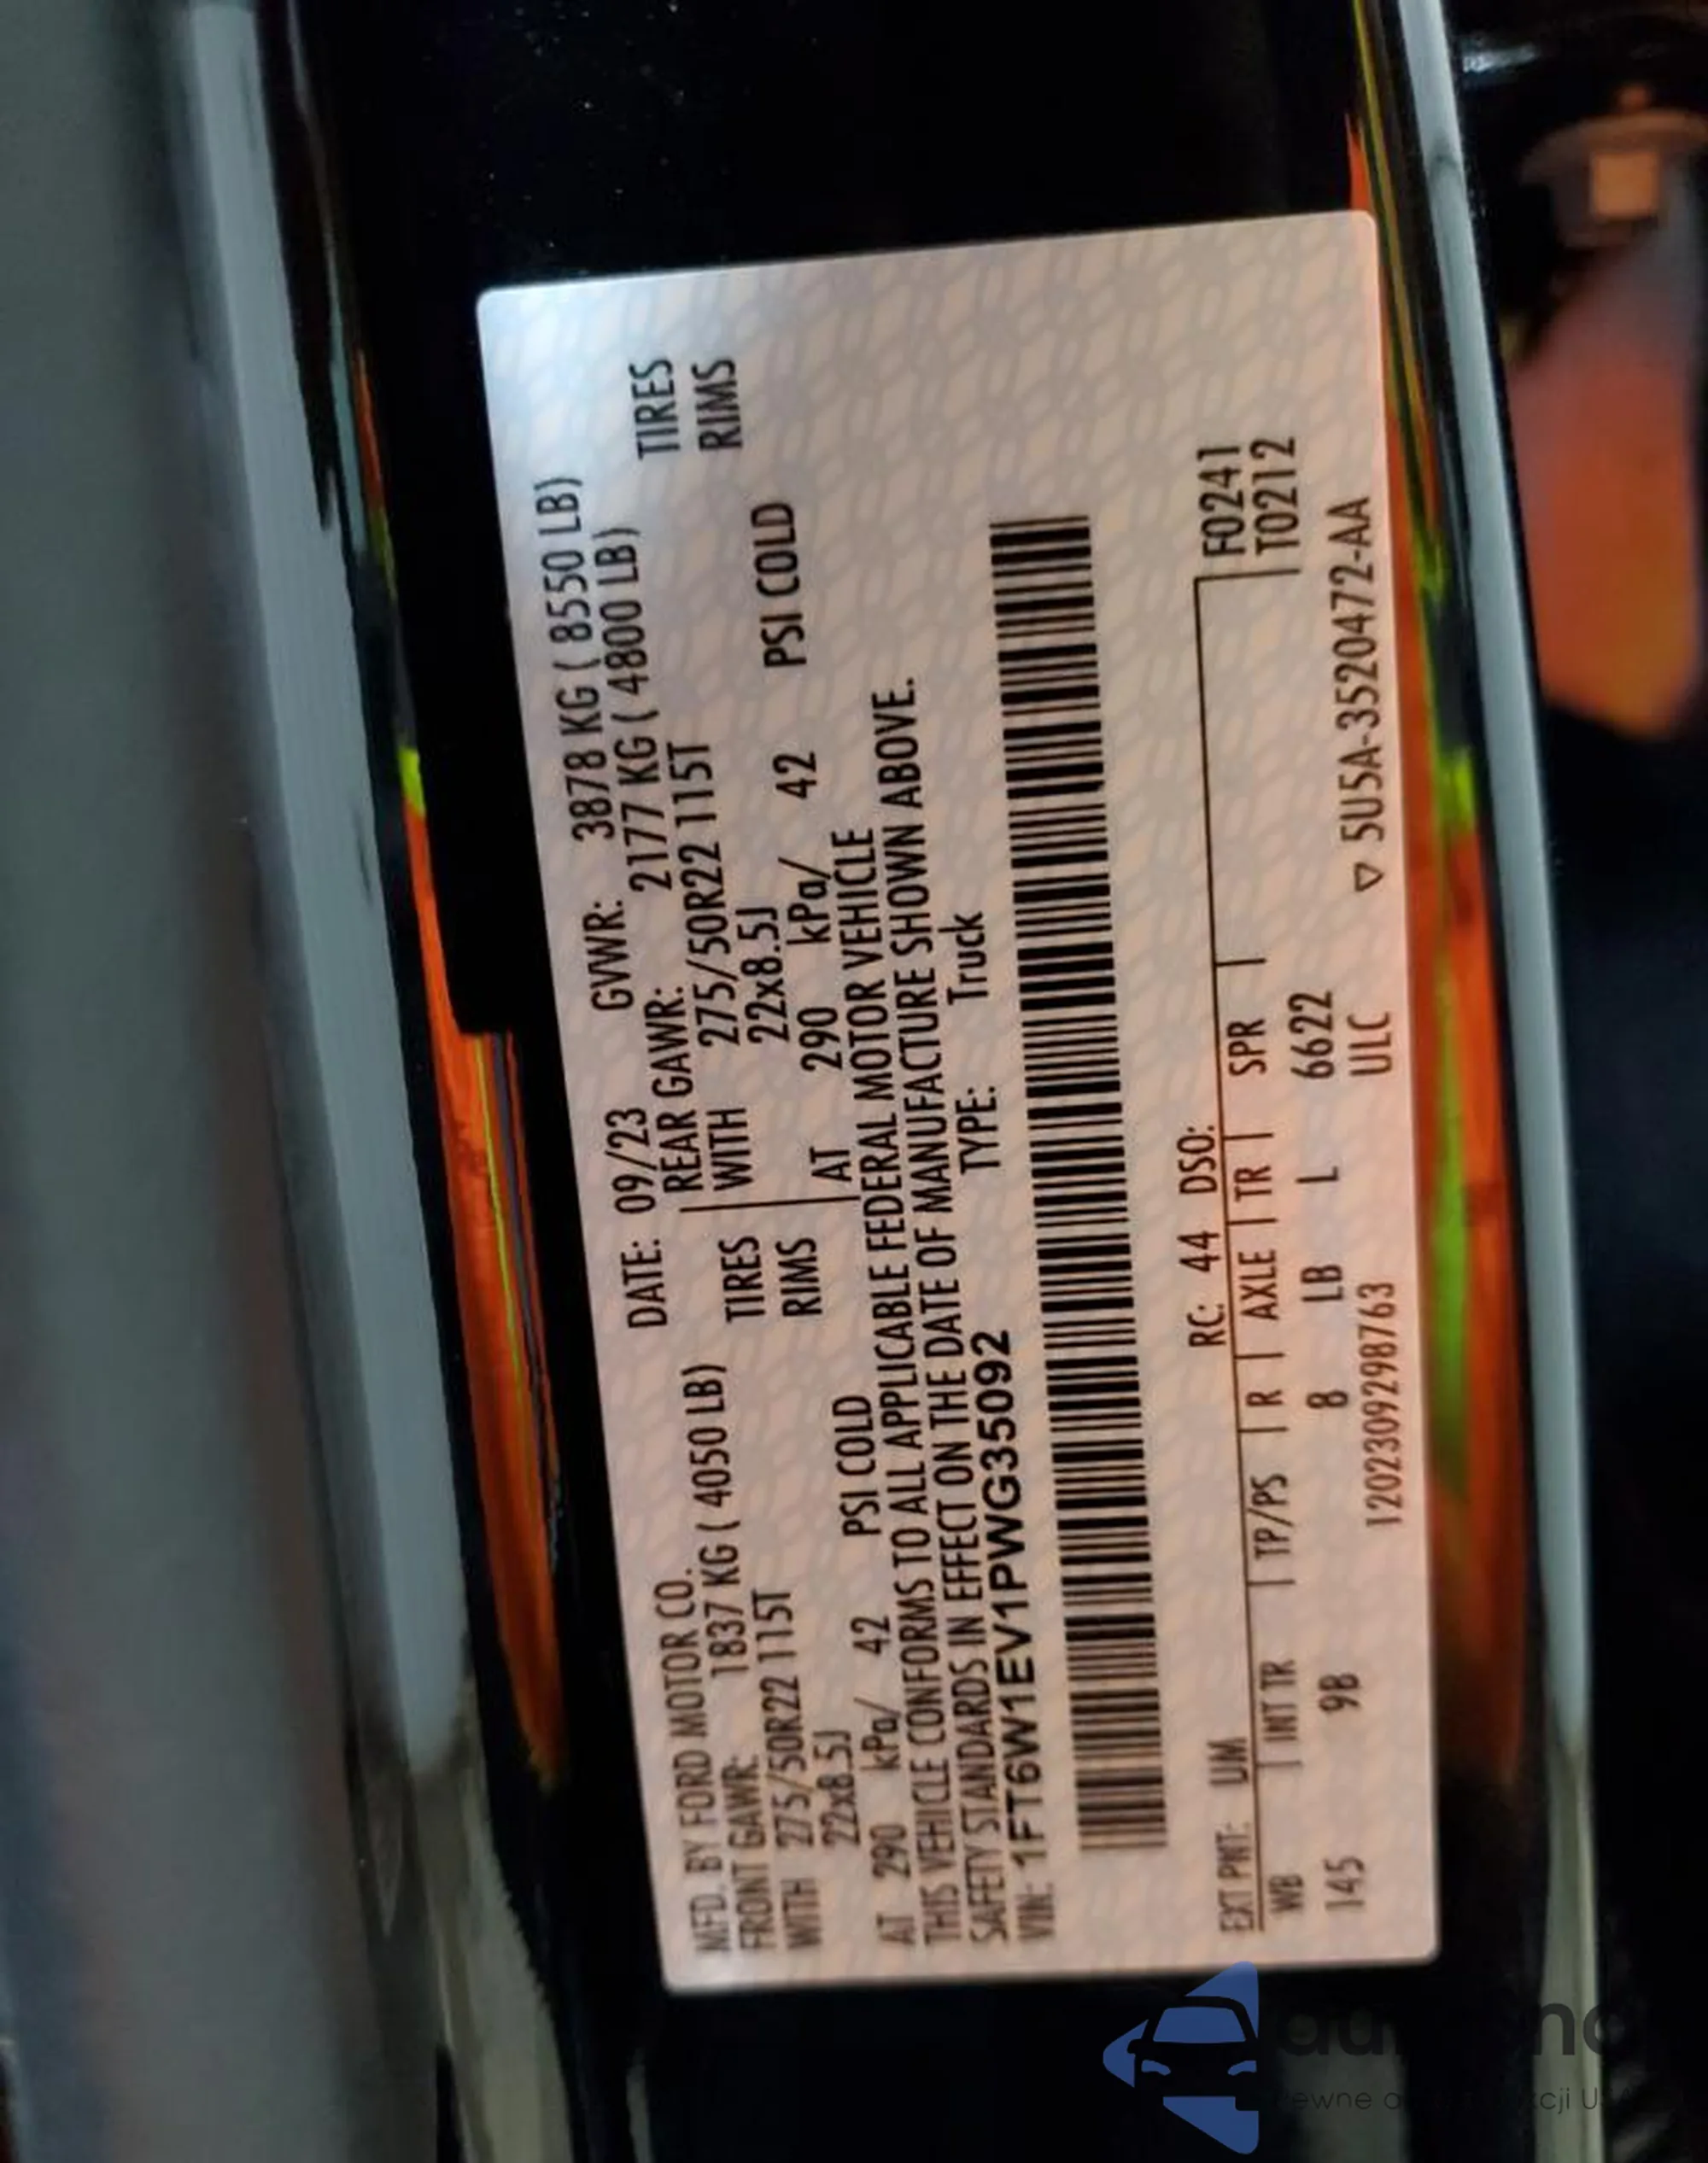 MFD. BY FORD MOTOR CO. DATE: 09/23 GVWR: 3878 KG ( 8550 LB)
FRONT GAWR: 1837 KG ( 4050 LB) REAR GAWR: 2177 KG ( 4800 LB)
WITH 275/50R22 115T TIRES WITH 275/50R22 115T TIRES
22x8.5J RIMS 22x8.5J RIMS
AT 290 kPa/ 42 PSI COLD AT 290 kPa/ 42 PSI COLD
THIS VEHICLE CONFORMS TO ALL APPLICABLE FEDERAL MOTOR VEHICLE
SAFETY STANDARDS IN EFFECT ON THE DATE OF MANUFACTURE SHOWN ABOVE.
VIN: 1FT6W1EV1PWG35092 TYPE: Truck
EXT PNT: UM RC: 44 DSO:
WB INT TR TP/PS R AXLE TR SPR F0241
145 9B 8 LB L 6622 T0212
1202309298763 ULC ▽ 5U5A-3520472-AA